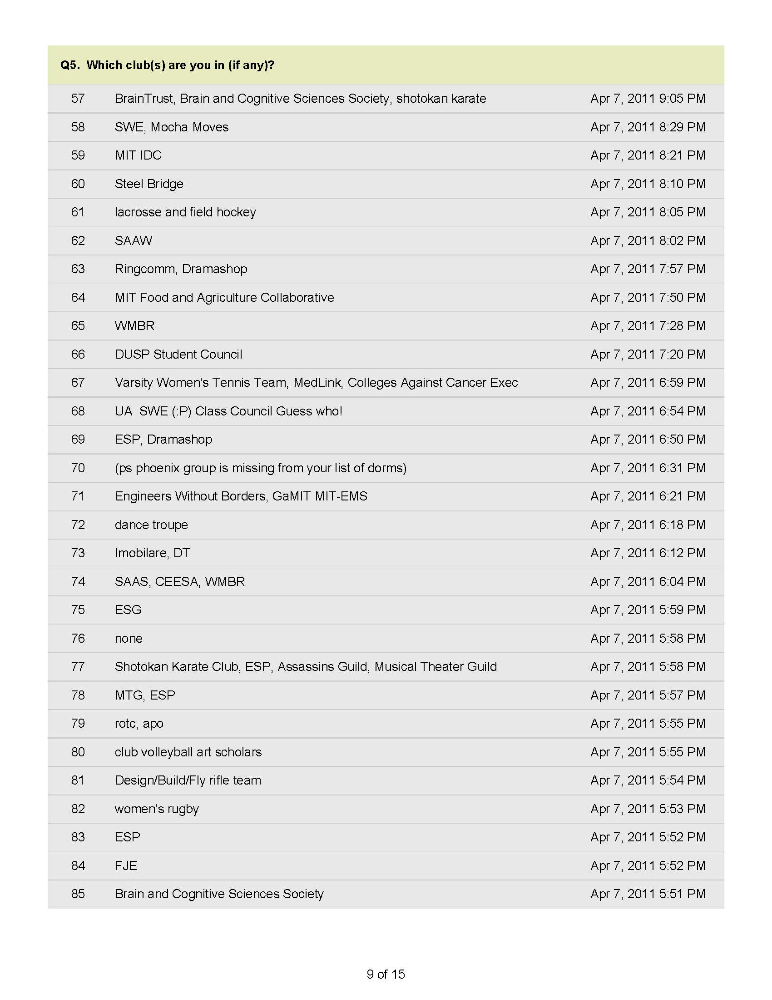 Q5.  Which club(s) are you in (if any)?
57 BrainTrust, Brain and Cognitive Sciences Society, shotokan karate Apr 7, 2011 9:05 PM
58 SWE, Mocha Moves Apr 7, 2011 8:29 PM
59 MIT IDC Apr 7, 2011 8:21 PM
60 Steel Bridge Apr 7, 2011 8:10 PM
61 lacrosse and field hockey Apr 7, 2011 8:05 PM
62 SAAW Apr 7, 2011 8:02 PM
63 Ringcomm, Dramashop Apr 7, 2011 7:57 PM
64 MIT Food and Agriculture Collaborative Apr 7, 2011 7:50 PM
65 WMBR Apr 7, 2011 7:28 PM
66 DUSP Student Council Apr 7, 2011 7:20 PM
67 Varsity Women's Tennis Team, MedLink, Colleges Against Cancer Exec Apr 7, 2011 6:59 PM
68 UA  SWE (:P) Class Council Guess who! Apr 7, 2011 6:54 PM
69 ESP, Dramashop Apr 7, 2011 6:50 PM
70 (ps phoenix group is missing from your list of dorms) Apr 7, 2011 6:31 PM
71 Engineers Without Borders, GaMIT MIT-EMS Apr 7, 2011 6:21 PM
72 dance troupe Apr 7, 2011 6:18 PM
73 Imobilare, DT Apr 7, 2011 6:12 PM
74 SAAS, CEESA, WMBR Apr 7, 2011 6:04 PM
75 ESG Apr 7, 2011 5:59 PM
76 none Apr 7, 2011 5:58 PM
77 Shotokan Karate Club, ESP, Assassins Guild, Musical Theater Guild Apr 7, 2011 5:58 PM
78 MTG, ESP Apr 7, 2011 5:57 PM
79 rotc, apo Apr 7, 2011 5:55 PM
80 club volleyball art scholars Apr 7, 2011 5:55 PM
81 Design/Build/Fly rifle team Apr 7, 2011 5:54 PM
82 women's rugby Apr 7, 2011 5:53 PM
83 ESP Apr 7, 2011 5:52 PM
84 FJE Apr 7, 2011 5:52 PM
85 Brain and Cognitive Sciences Society Apr 7, 2011 5:51 PM
9 of 15